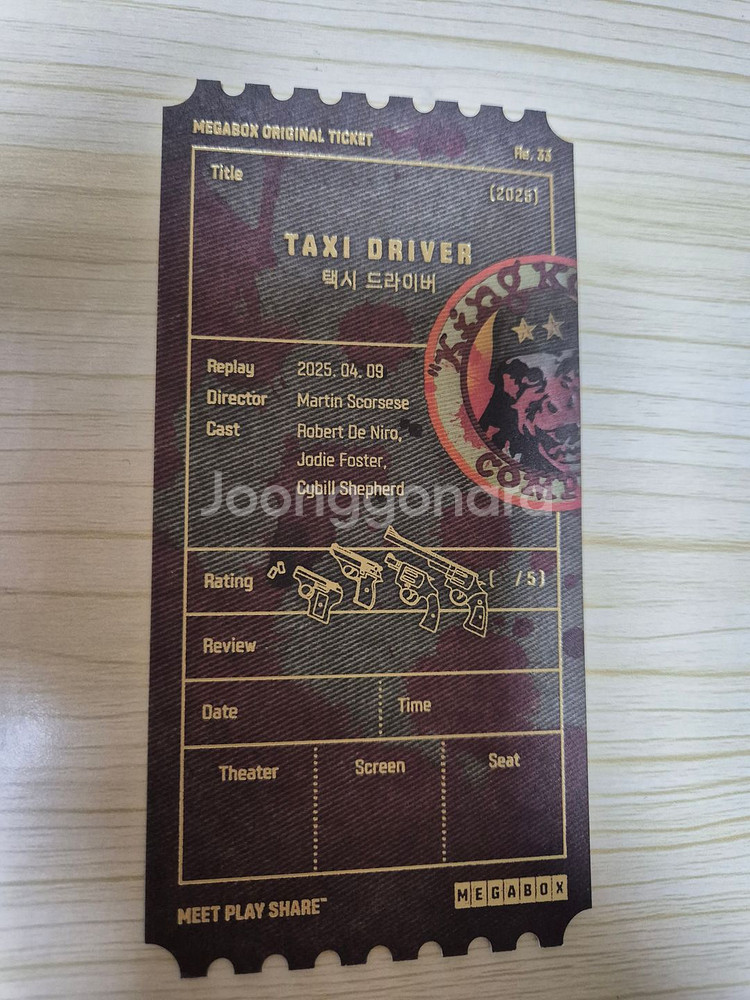 MEGABOX ORIGINAL TICKET
No. 33
Title
(2025)
TAXI DRIVER
택시 드라이버
"King Ko
Replay 2025. 04. 09
Director Martin Scorsese
Cast Robert De Niro,
Jodie Foster,
Cybill Shepherd
Joonggonara
Rating ( /5)
Review
Date Time
Theater Screen Seat
MEET PLAY SHARE™
MEGABOX